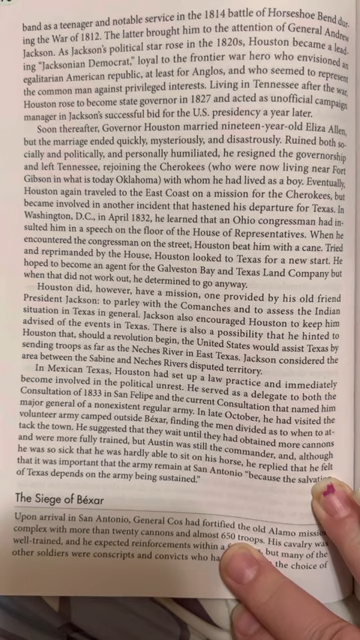 band as a teenager and notable service in the 1814 battle of Horseshoe Bend dur-
ing the War of 1812. The latter brought him to the attention of General Andrew
Jackson. As Jackson's political star rose in the 1820s, Houston became a lead-
ing "Jacksonian Democrat," loyal to the frontier war hero who envisioned an
egalitarian American republic, at least for Anglos, and who seemed to represent
the common man against privileged interests. Living in Tennessee after the war,
Houston rose to become state governor in 1827 and acted as unofficial campaign
manager in Jackson's successful bid for the U.S. presidency a year later.
Soon thereafter, Governor Houston married nineteen-year-old Eliza Allen,
but the marriage ended quickly, mysteriously, and disastrously. Ruined both so-
cially and politically, and personally humiliated, he resigned the governorship
and left Tennessee, rejoining the Cherokees (who were now living near Fort
Gibson in what is today Oklahoma) with whom he had lived as a boy. Eventually,
Houston again traveled to the East Coast on a mission for the Cherokees, but
became involved in another incident that hastened his departure for Texas. In
Washington, D.C., in April 1832, he learned that an Ohio congressman had in-
sulted him in a speech on the floor of the House of Representatives. When he
encountered the congressman on the street, Houston beat him with a cane. Tried
and reprimanded by the House, Houston looked to Texas for a new start. He
hoped to become an agent for the Galveston Bay and Texas Land Company but
when that did not work out, he determined to go anyway.
Houston did, however, have a mission, one provided by his old friend
President Jackson: to parley with the Comanches and to assess the Indian
situation in Texas in general. Jackson also encouraged Houston to keep him
advised of the events in Texas. There is also a possibility that he hinted to
Houston that, should a revolution begin, the United States would assist Texas by
sending troops as far as the Neches River in East Texas. Jackson considered the
area between the Sabine and Neches Rivers disputed territory.
In Mexican Texas, Houston had set up a law practice and immediately
become involved in the political unrest. He served as a delegate to both the
Consultation of 1833 in San Felipe and the current Consultation that named him
major general of a nonexistent regular army. In late October, he had visited the
volunteer army camped outside Béxar, finding the men divided as to when to at-
tack the town. He suggested that they wait until they had obtained more cannons
and were more fully trained, but Austin was still the commander, and, although
he was so sick that he was hardly able to sit on his horse, he replied that he felt
that it was important that the army remain at San Antonio "because the salvation
of Texas depends on the army being sustained."
The Siege of Béxar
Upon arrival in San Antonio, General Cos had fortified the old Alamo mission
complex with more than twenty cannons and almost 650 troops. His cavalry was
well-trained, and he expected reinforcements within a but many of the
other soldiers were conscripts and convicts who the choice of